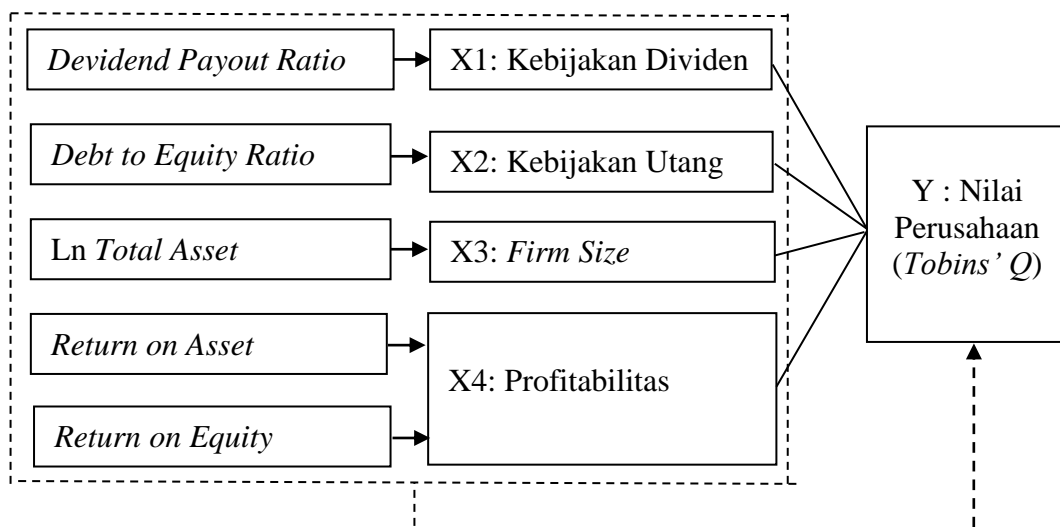 Devidend Payout Ratio
X1: Kebijakan Dividen
Debt to Equity Ratio
X2: Kebijakan Utang
Ln Total Asset
X3: Firm Size
Return on Asset
X4: Profitabilitas
Return on Equity
Y : Nilai
Perusahaan
(Tobins’ Q)